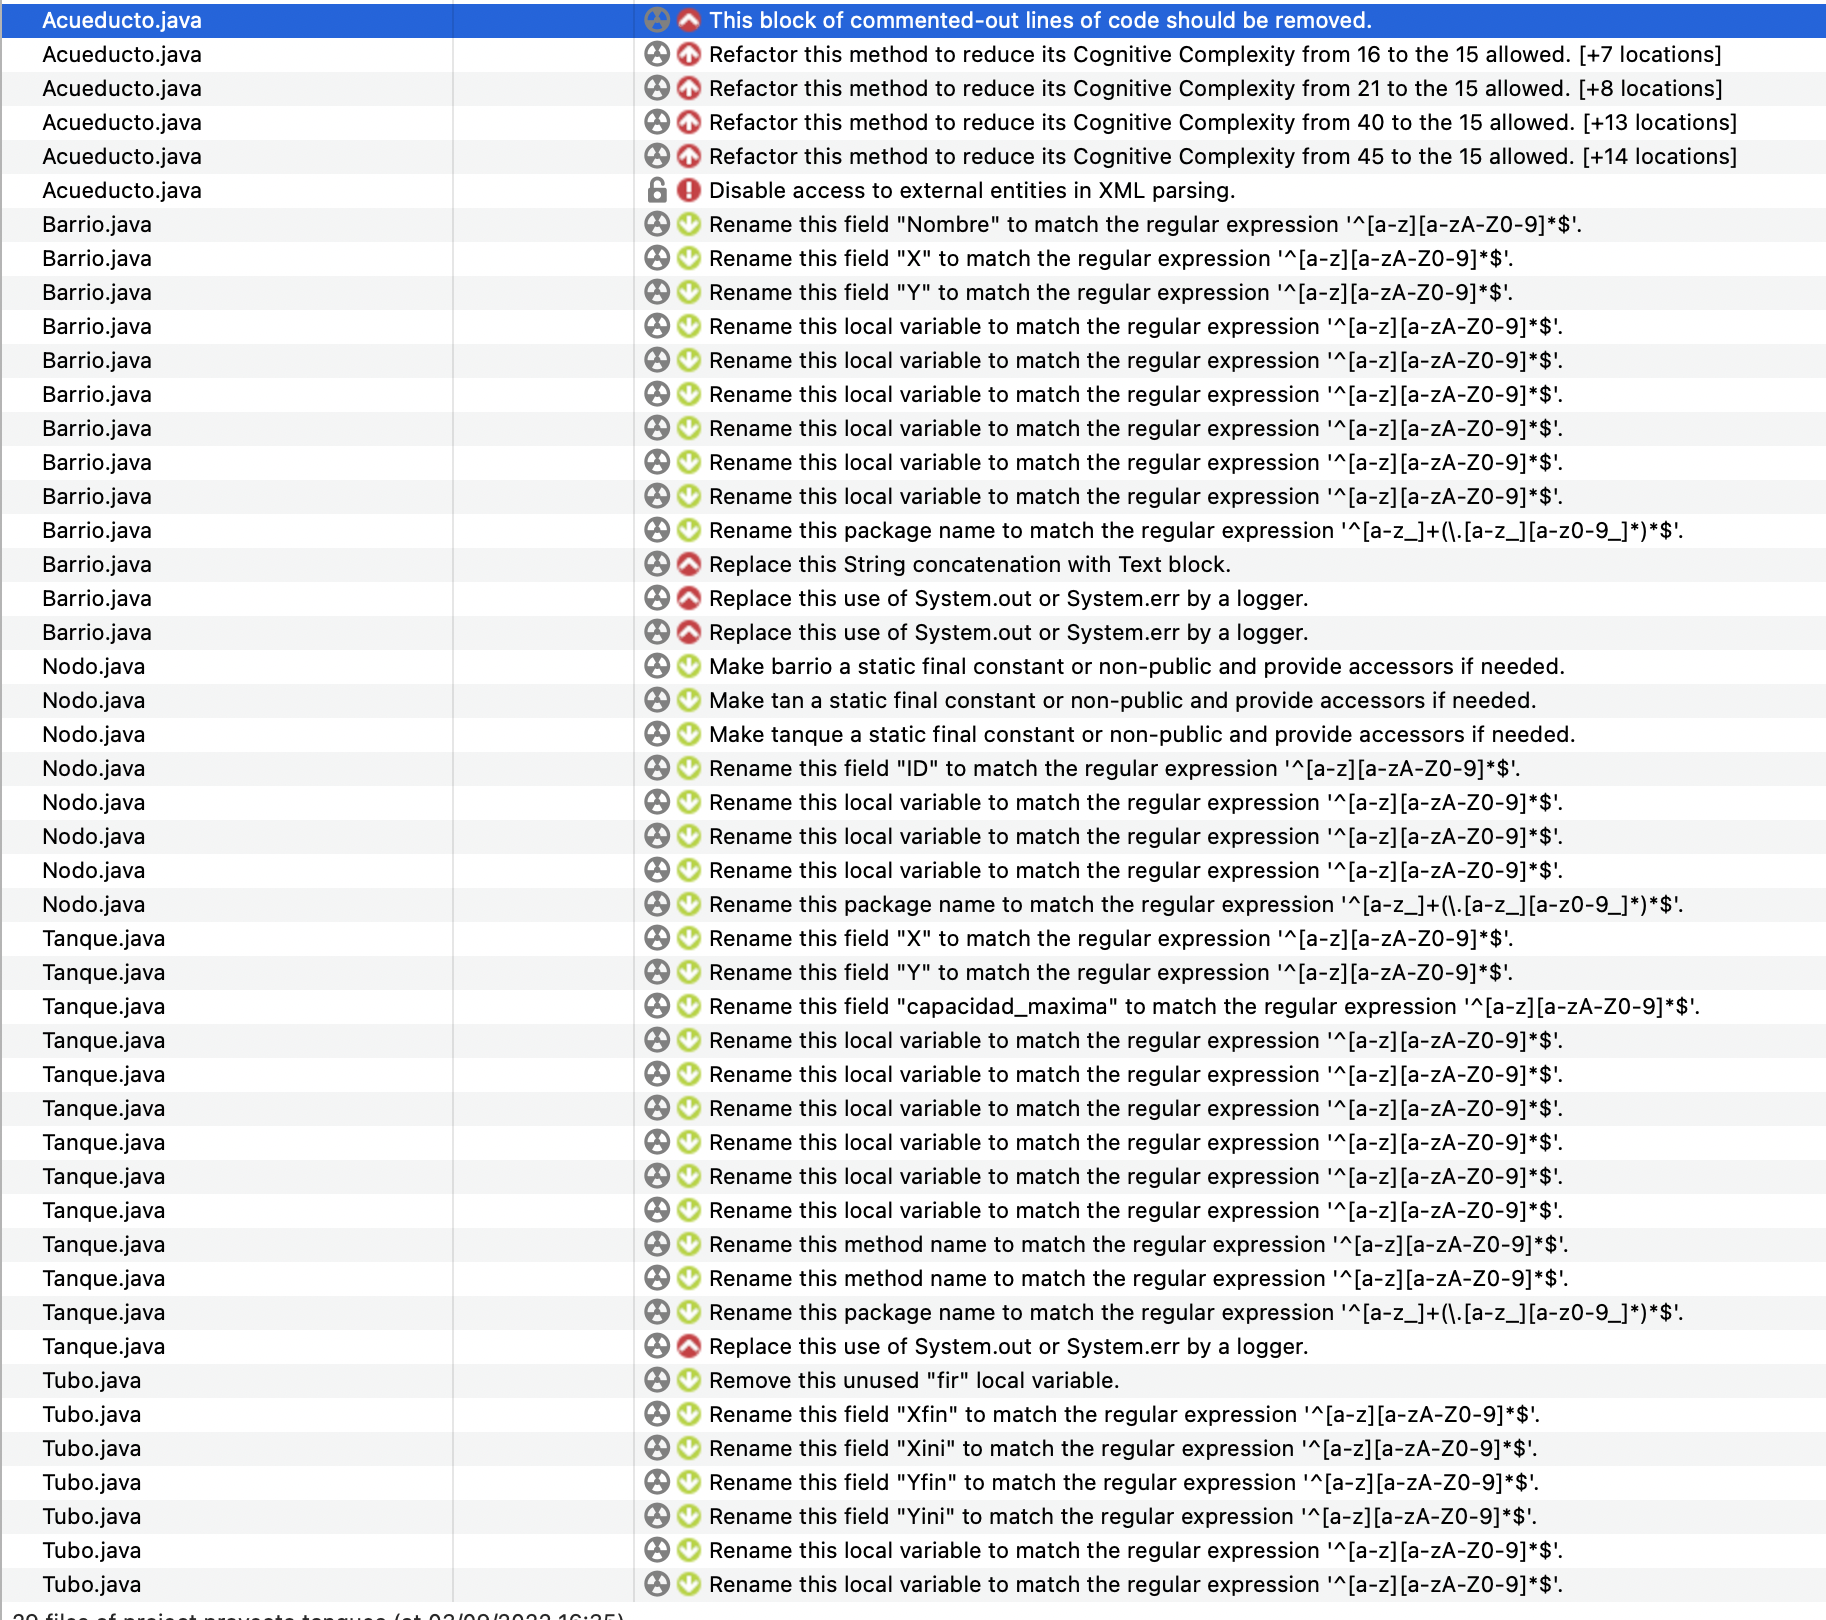 Acueducto.java This block of commented-out lines of code should be removed.
Acueducto.java Refactor this method to reduce its Cognitive Complexity from 16 to the 15 allowed. [+7 locations]
Acueducto.java Refactor this method to reduce its Cognitive Complexity from 21 to the 15 allowed. [+8 locations]
Acueducto.java Refactor this method to reduce its Cognitive Complexity from 40 to the 15 allowed. [+13 locations]
Acueducto.java Refactor this method to reduce its Cognitive Complexity from 45 to the 15 allowed. [+14 locations]
Acueducto.java Disable access to external entities in XML parsing.
Barrio.java Rename this field "Nombre" to match the regular expression '^[a-z][a-zA-Z0-9]*$'.
Barrio.java Rename this field "X" to match the regular expression '^[a-z][a-zA-Z0-9]*$'.
Barrio.java Rename this field "Y" to match the regular expression '^[a-z][a-zA-Z0-9]*$'.
Barrio.java Rename this local variable to match the regular expression '^[a-z][a-zA-Z0-9]*$'.
Barrio.java Rename this local variable to match the regular expression '^[a-z][a-zA-Z0-9]*$'.
Barrio.java Rename this local variable to match the regular expression '^[a-z][a-zA-Z0-9]*$'.
Barrio.java Rename this local variable to match the regular expression '^[a-z][a-zA-Z0-9]*$'.
Barrio.java Rename this local variable to match the regular expression '^[a-z][a-zA-Z0-9]*$'.
Barrio.java Rename this local variable to match the regular expression '^[a-z][a-zA-Z0-9]*$'.
Barrio.java Rename this package name to match the regular expression '^[a-z_]+(\.[a-z_][a-z0-9_]*)*$'.
Barrio.java Replace this String concatenation with Text block.
Barrio.java Replace this use of System.out or System.err by a logger.
Barrio.java Replace this use of System.out or System.err by a logger.
Nodo.java Make barrio a static final constant or non-public and provide accessors if needed.
Nodo.java Make tan a static final constant or non-public and provide accessors if needed.
Nodo.java Make tanque a static final constant or non-public and provide accessors if needed.
Nodo.java Rename this field "ID" to match the regular expression '^[a-z][a-zA-Z0-9]*$'.
Nodo.java Rename this local variable to match the regular expression '^[a-z][a-zA-Z0-9]*$'.
Nodo.java Rename this local variable to match the regular expression '^[a-z][a-zA-Z0-9]*$'.
Nodo.java Rename this local variable to match the regular expression '^[a-z][a-zA-Z0-9]*$'.
Nodo.java Rename this package name to match the regular expression '^[a-z_]+(\.[a-z_][a-z0-9_]*)*$'.
Tanque.java Rename this field "X" to match the regular expression '^[a-z][a-zA-Z0-9]*$'.
Tanque.java Rename this field "Y" to match the regular expression '^[a-z][a-zA-Z0-9]*$'.
Tanque.java Rename this field "capacidad_maxima" to match the regular expression '^[a-z][a-zA-Z0-9]*$'.
Tanque.java Rename this local variable to match the regular expression '^[a-z][a-zA-Z0-9]*$'.
Tanque.java Rename this local variable to match the regular expression '^[a-z][a-zA-Z0-9]*$'.
Tanque.java Rename this local variable to match the regular expression '^[a-z][a-zA-Z0-9]*$'.
Tanque.java Rename this local variable to match the regular expression '^[a-z][a-zA-Z0-9]*$'.
Tanque.java Rename this local variable to match the regular expression '^[a-z][a-zA-Z0-9]*$'.
Tanque.java Rename this local variable to match the regular expression '^[a-z][a-zA-Z0-9]*$'.
Tanque.java Rename this method name to match the regular expression '^[a-z][a-zA-Z0-9]*$'.
Tanque.java Rename this method name to match the regular expression '^[a-z][a-zA-Z0-9]*$'.
Tanque.java Rename this package name to match the regular expression '^[a-z_]+(\.[a-z_][a-z0-9_]*)*$'.
Tanque.java Replace this use of System.out or System.err by a logger.
Tubo.java Remove this unused "fir" local variable.
Tubo.java Rename this field "Xfin" to match the regular expression '^[a-z][a-zA-Z0-9]*$'.
Tubo.java Rename this field "Xini" to match the regular expression '^[a-z][a-zA-Z0-9]*$'.
Tubo.java Rename this field "Yfin" to match the regular expression '^[a-z][a-zA-Z0-9]*$'.
Tubo.java Rename this field "Yini" to match the regular expression '^[a-z][a-zA-Z0-9]*$'.
Tubo.java Rename this local variable to match the regular expression '^[a-z][a-zA-Z0-9]*$'.
Tubo.java Rename this local variable to match the regular expression '^[a-z][a-zA-Z0-9]*$'.